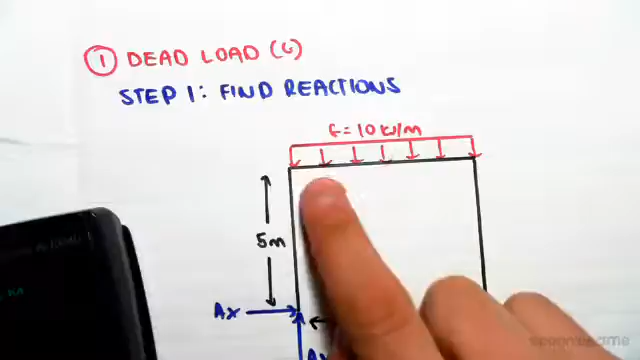 ① DEAD LOAD (G)
STEP 1: FIND REACTIONS
G = 10 kN/m
5m
Ax